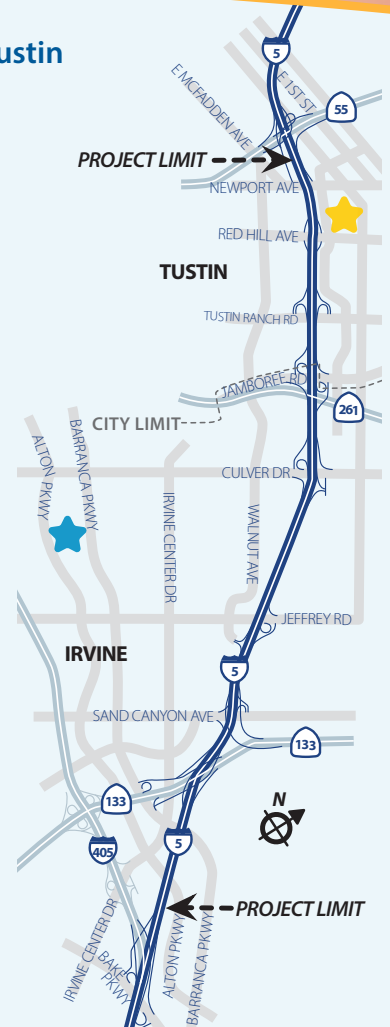 ustin
5
E MCFADDEN AVE
E 1ST ST
55
PROJECT LIMIT
NEWPORT AVE
RED HILL AVE
TUSTIN
TUSTIN RANCH RD
JAMBOREE RD
261
CITY LIMIT
ALTON PKWY
BARRANCA PKWY
CULVER DR
IRVINE CENTER DR
WALNUT AVE
JEFFREY RD
IRVINE
5
SAND CANYON AVE
133
133
N
405
5
PROJECT LIMIT
IRVINE CENTER DR
BAKE
PKWY
ALTON PKWY
BARRANCA PKWY